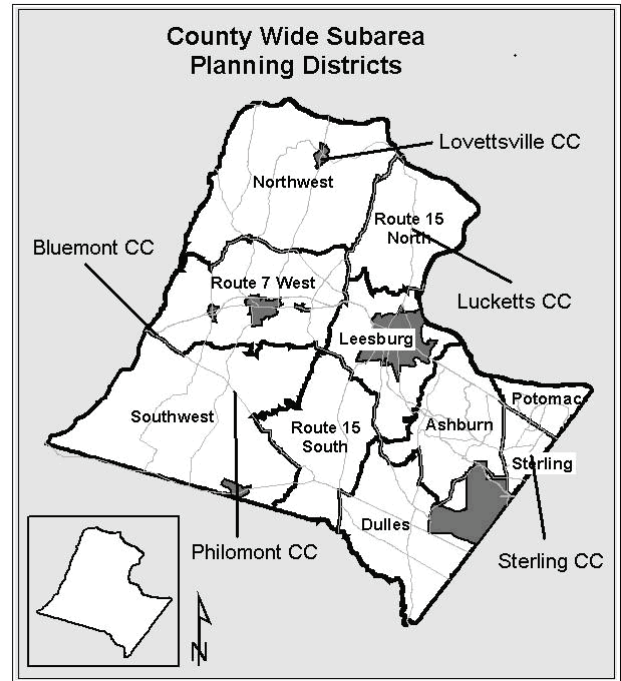 County Wide Subarea
Planning Districts
Lovettsville CC
Northwest
Route 15
North
Bluemont CC
Route 7 West
Lucketts CC
Leesburg
Potomac
Southwest
Route 15
South
Ashburn
Sterling
Dulles
Philomont CC
Sterling CC
N